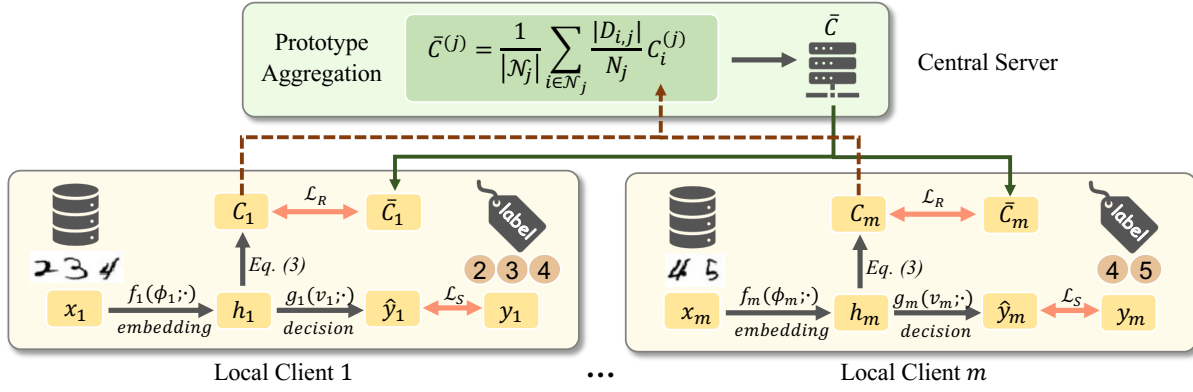 Prototype
Aggregation
C̄^{(j)} = \frac{1}{|𝒩_j|} \sum_{i∈𝒩_j} \frac{|D_{i,j}|}{N_j} C_i^{(j)}
C̄
Central Server
C_1
ℒ_R
C̄_1
label
2 3 4
Eq. (3)
2 3 4
x_1
f_1(ϕ_1;·)
embedding
h_1
g_1(v_1;·)
decision
ŷ_1
ℒ_S
y_1
Local Client 1
...
C_m
ℒ_R
C̄_m
label
4 5
Eq. (3)
4 5
x_m
f_m(ϕ_m;·)
embedding
h_m
g_m(v_m;·)
decision
ŷ_m
ℒ_S
y_m
Local Client m